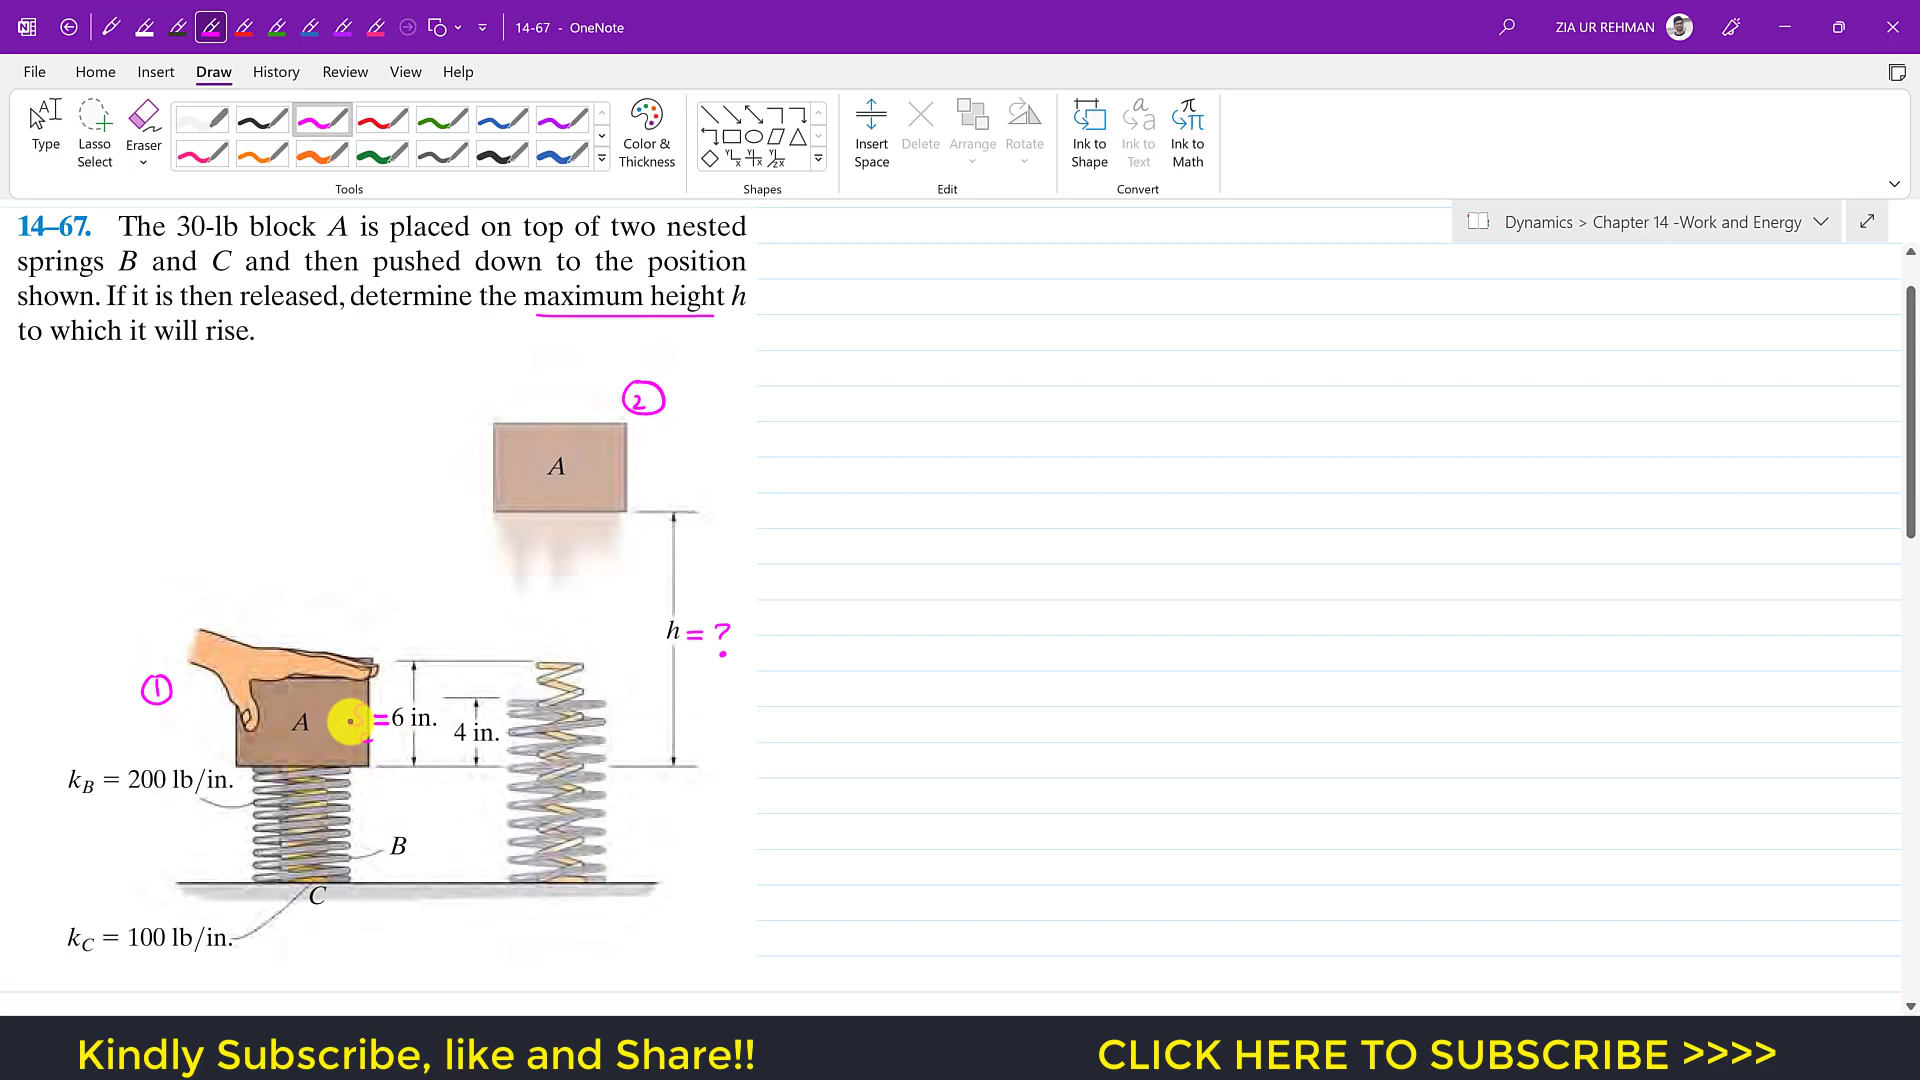 14-67 - OneNote
ZIA UR REHMAN
File Home Insert Draw History Review View Help
Type
Lasso Select
Eraser
Color & Thickness
Insert Space
Delete
Arrange
Rotate
Ink to Shape
Ink to Text
Ink to Math
Tools
Shapes
Edit
Convert
Dynamics > Chapter 14 -Work and Energy
14–67. The 30-lb block A is placed on top of two nested
springs B and C and then pushed down to the position
shown. If it is then released, determine the maximum height h
to which it will rise.
2
A
h = ?
1
A
= 6 in.
4 in.
kB = 200 lb/in.
B
C
kC = 100 lb/in.
Kindly Subscribe, like and Share!!
CLICK HERE TO SUBSCRIBE >>>>